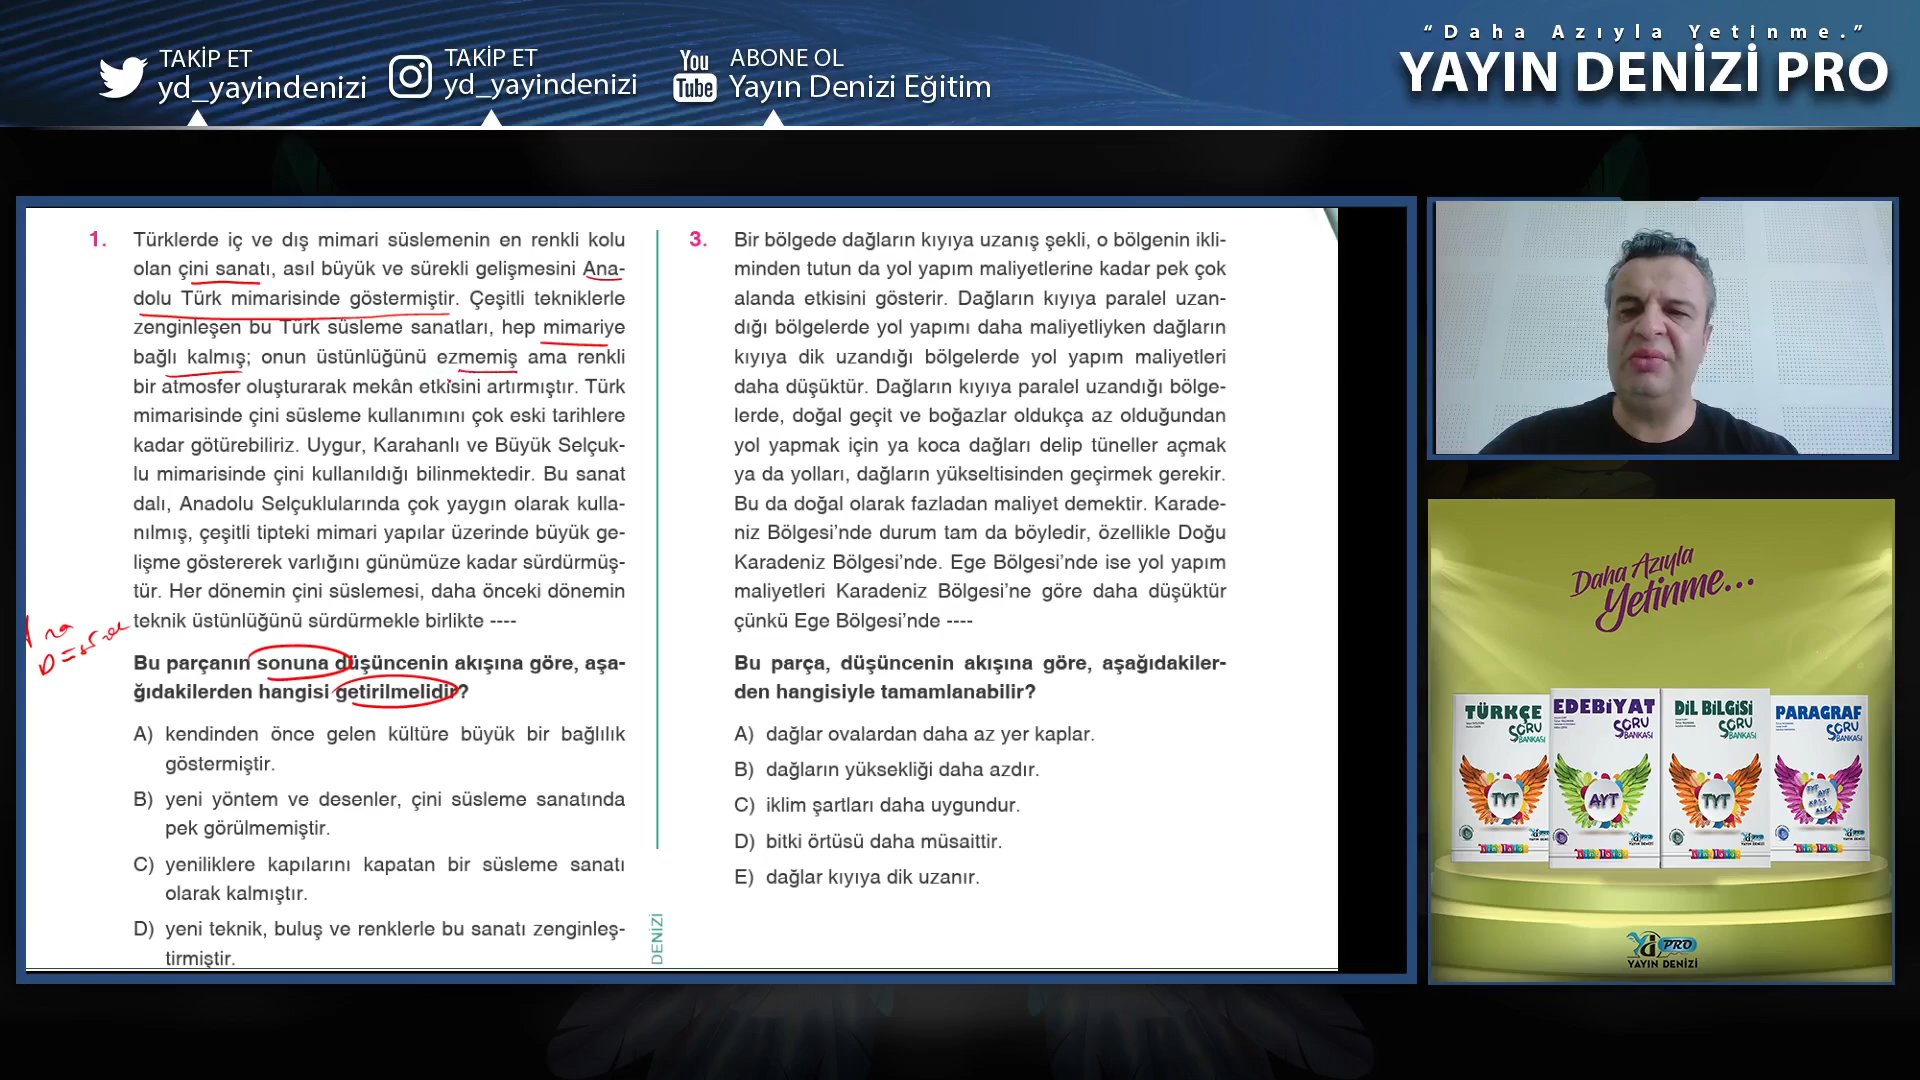 TAKİP ET
yd_yayindenizi
TAKİP ET
yd_yayindenizi
You Tube
ABONE OL
Yayın Denizi Eğitim
“Daha Azıyla Yetinme.”
YAYIN DENİZİ PRO
1. Türklerde iç ve dış mimari süslemenin en renkli kolu
olan çini sanatı, asıl büyük ve sürekli gelişmesini Ana-
dolu Türk mimarisinde göstermiştir. Çeşitli tekniklerle
zenginleşen bu Türk süsleme sanatları, hep mimariye
bağlı kalmış; onun üstünlüğünü ezmemiş ama renkli
bir atmosfer oluşturarak mekân etkisini artırmıştır. Türk
mimarisinde çini süsleme kullanımını çok eski tarihlere
kadar götürebiliriz. Uygur, Karahanlı ve Büyük Selçuk-
lu mimarisinde çini kullanıldığı bilinmektedir. Bu sanat
dalı, Anadolu Selçuklularında çok yaygın olarak kulla-
nılmış, çeşitli tipteki mimari yapılar üzerinde büyük ge-
lişme göstererek varlığını günümüze kadar sürdürmüş-
tür. Her dönemin çini süslemesi, daha önceki dönemin
teknik üstünlüğünü sürdürmekle birlikte ----
Bu parçanın sonuna düşüncenin akışına göre, aşa-
ğıdakilerden hangisi getirilmelidir?
A) kendinden önce gelen kültüre büyük bir bağlılık
göstermiştir.
B) yeni yöntem ve desenler, çini süsleme sanatında
pek görülmemiştir.
C) yeniliklere kapılarını kapatan bir süsleme sanatı
olarak kalmıştır.
D) yeni teknik, buluş ve renklerle bu sanatı zenginleş-
tirmiştir.
DENİZİ
3. Bir bölgede dağların kıyıya uzanış şekli, o bölgenin ikli-
minden tutun da yol yapım maliyetlerine kadar pek çok
alanda etkisini gösterir. Dağların kıyıya paralel uzan-
dığı bölgelerde yol yapımı daha maliyetliyken dağların
kıyıya dik uzandığı bölgelerde yol yapım maliyetleri
daha düşüktür. Dağların kıyıya paralel uzandığı bölge-
lerde, doğal geçit ve boğazlar oldukça az olduğundan
yol yapmak için ya koca dağları delip tüneller açmak
ya da yolları, dağların yükseltisinden geçirmek gerekir.
Bu da doğal olarak fazladan maliyet demektir. Karade-
niz Bölgesi’nde durum tam da böyledir, özellikle Doğu
Karadeniz Bölgesi’nde. Ege Bölgesi’nde ise yol yapım
maliyetleri Karadeniz Bölgesi’ne göre daha düşüktür
çünkü Ege Bölgesi’nde ----
Bu parça, düşüncenin akışına göre, aşağıdakiler-
den hangisiyle tamamlanabilir?
A) dağlar ovalardan daha az yer kaplar.
B) dağların yüksekliği daha azdır.
C) iklim şartları daha uygundur.
D) bitki örtüsü daha müsaittir.
E) dağlar kıyıya dik uzanır.
Daha Azıyla
Yetinme...
TÜRKÇE
SORU
BANKASI
TYT
EDEBİYAT
SORU
BANKASI
AYT
DİL BİLGİSİ
SORU
BANKASI
TYT
PARAGRAF
SORU
BANKASI
PRO
YAYIN DENİZİ